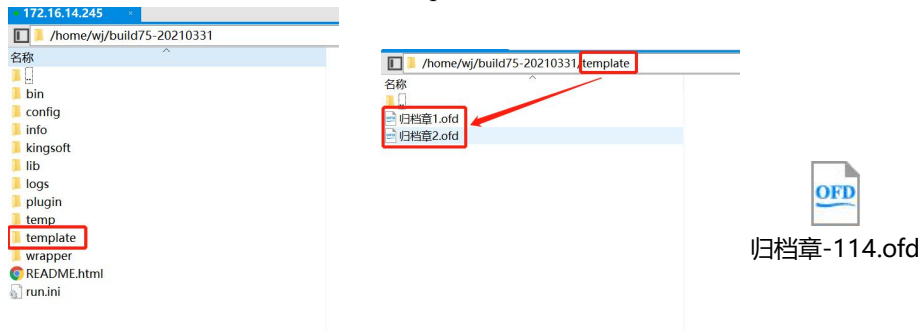 172.16.14.245
/home/wj/build75-20210331
名称
..
bin
config
info
kingsoft
lib
logs
plugin
temp
template
wrapper
README.html
run.ini
/home/wj/build75-20210331/template
名称
..
归档章1.ofd
归档章2.ofd
OFD
归档章-114.ofd